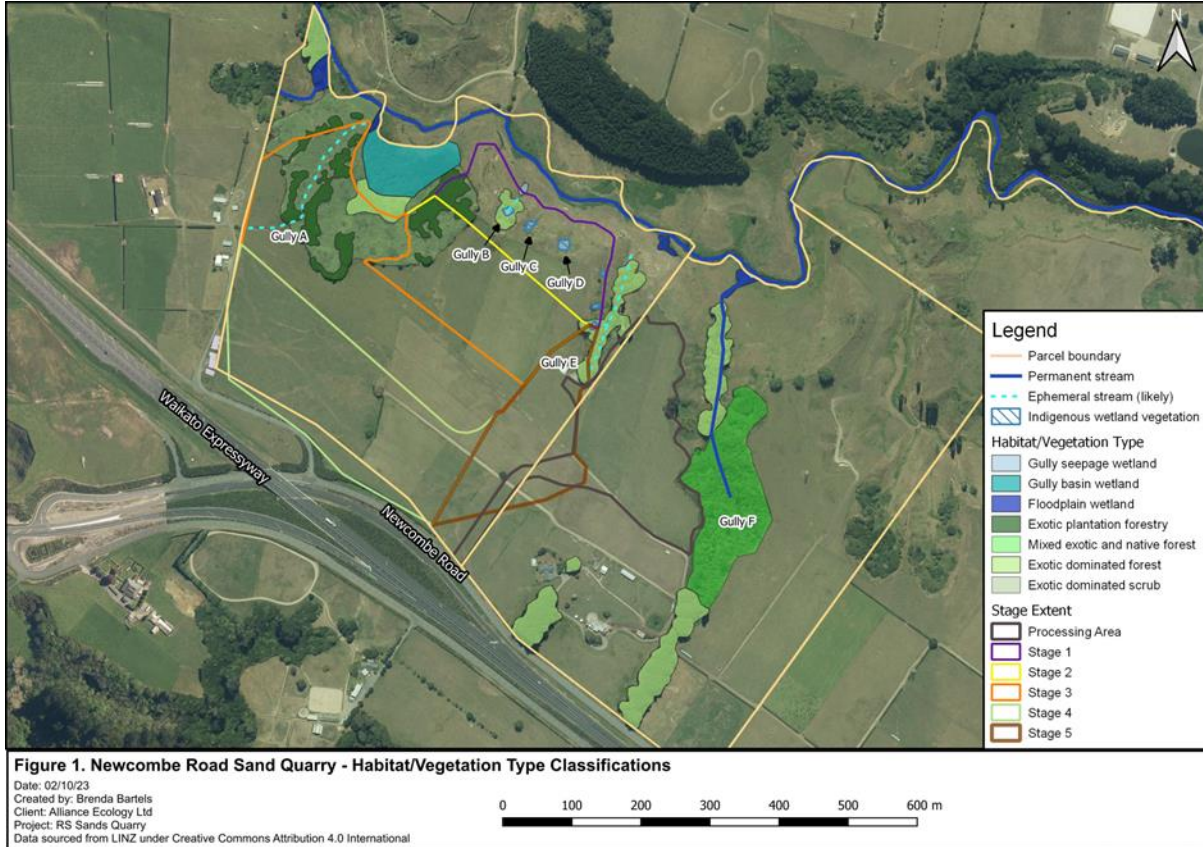 N
Gully A
Gully B
Gully C
Gully D
Gully E
Gully F
Waikato Expressyway
Newcombe Road
Legend
Parcel boundary
Permanent stream
Ephemeral stream (likely)
Indigenous wetland vegetation
Habitat/Vegetation Type
Gully seepage wetland
Gully basin wetland
Floodplain wetland
Exotic plantation forestry
Mixed exotic and native forest
Exotic dominated forest
Exotic dominated scrub
Stage Extent
Processing Area
Stage 1
Stage 2
Stage 3
Stage 4
Stage 5
Figure 1. Newcombe Road Sand Quarry - Habitat/Vegetation Type Classifications
Date: 02/10/23
Created by: Brenda Bartels
Client: Alliance Ecology Ltd
Project: RS Sands Quarry
Data sourced from LINZ under Creative Commons Attribution 4.0 International
0 100 200 300 400 500 600 m